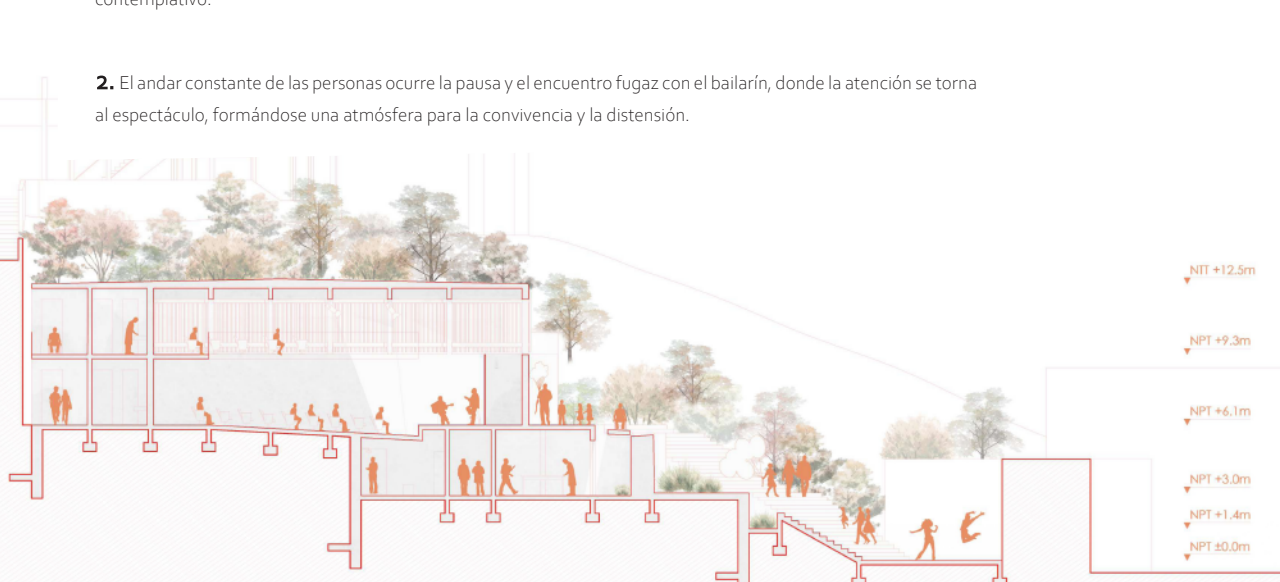 contemplativo.
2. El andar constante de las personas ocurre la pausa y el encuentro fugaz con el bailarín, donde la atención se torna
al espectáculo, formándose una atmósfera para la convivencia y la distensión.
NTT +12.5m
NPT +9.3m
NPT +6.1m
NPT +3.0m
NPT +1.4m
NPT ±0.0m